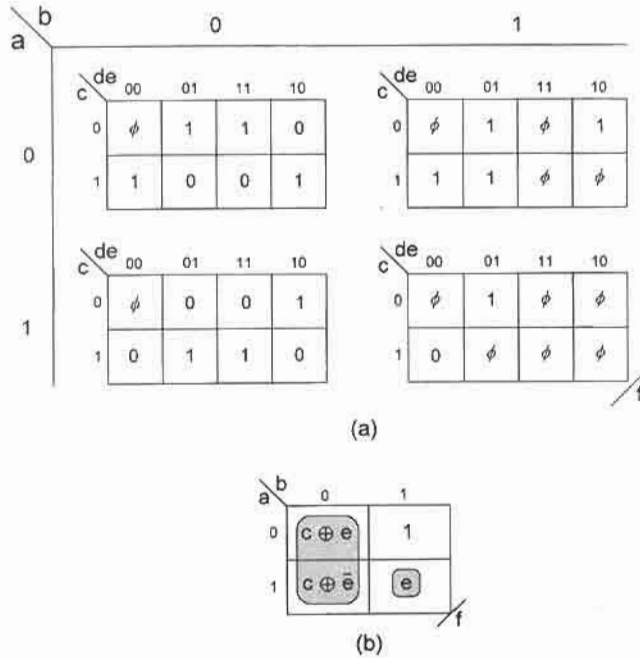 b
a 0 1
de de
c 00 01 11 10 c 00 01 11 10
0 ϕ 1 1 0 0 ϕ 1 ϕ 1
0
1 1 0 0 1 1 1 1 ϕ ϕ
de de
c 00 01 11 10 c 00 01 11 10
0 ϕ 0 0 1 0 ϕ 1 ϕ ϕ
1
1 0 1 1 0 1 0 ϕ ϕ ϕ
f
(a)
b
a 0 1
0 c ⊕ e 1
1 c ⊕ e̅ e
f
(b)